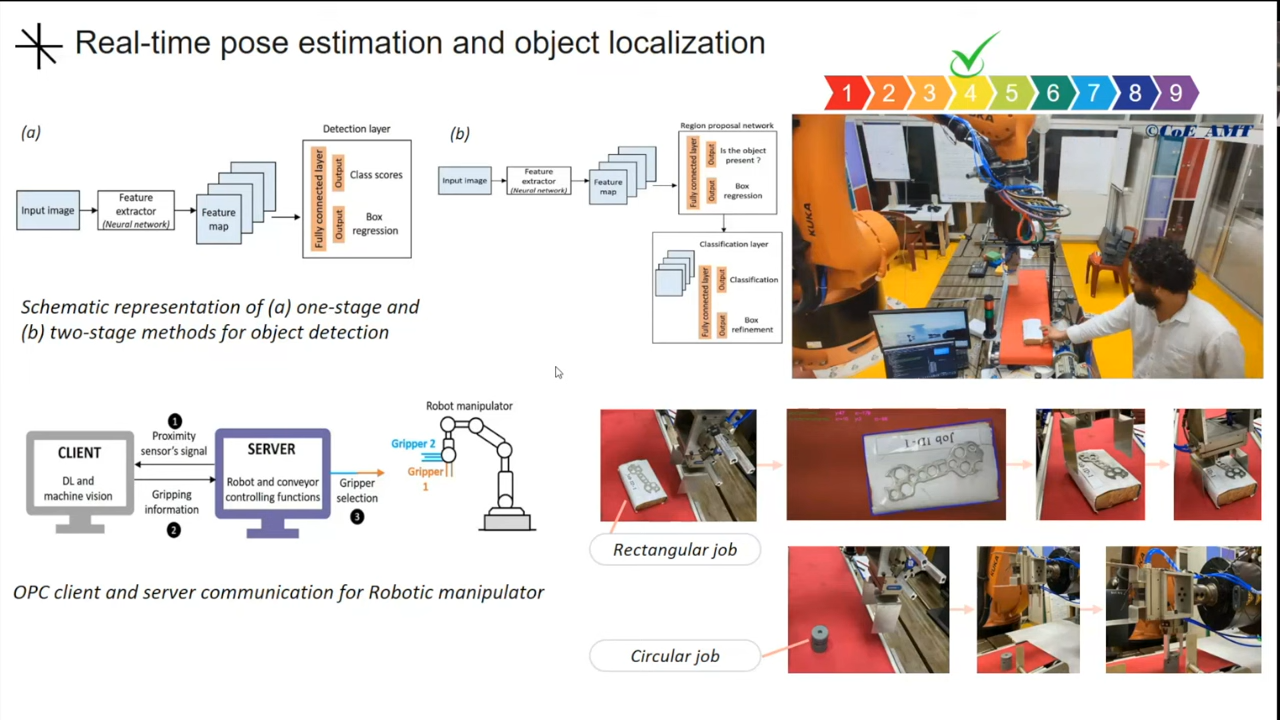 Real-time pose estimation and object localization
1 2 3 4 5 6 7 8 9
(a)
Input image
Feature
extractor
(Neural network)
Feature
map
Detection layer
Fully connected layer
Output
Class scores
Output
Box
regression
(b)
Input image
Feature
extractor
(Neural network)
Feature
map
Region proposal network
Fully connected layer
Output
Is the object
present ?
Output
Box
regression
Classification layer
Fully connected layer
Output
Classification
Output
Box
refinement
Schematic representation of (a) one-stage and
(b) two-stage methods for object detection
©CoE_AMT
KUKA
CLIENT
DL and
machine vision
1
Proximity
sensor's signal
Gripping
information
2
SERVER
Robot and conveyor
controlling functions
Gripper
selection
3
Robot manipulator
Gripper 2
Gripper
1
OPC client and server communication for Robotic manipulator
Job ID:1
Rectangular job
Circular job